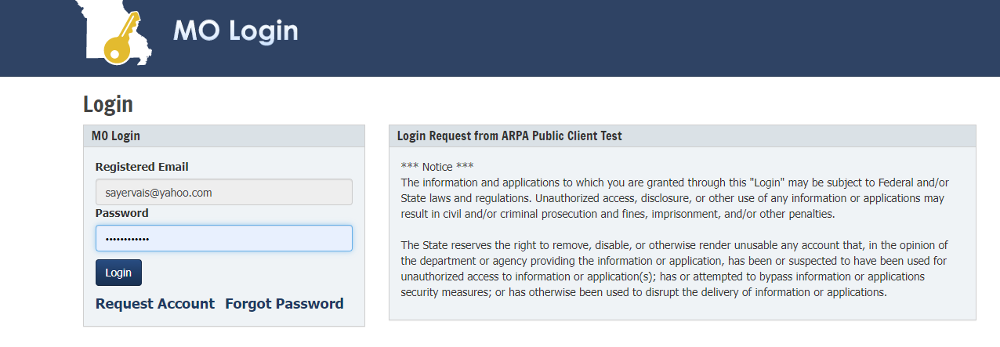 MO Login
Login
MO Login
Registered Email
sayervais@yahoo.com
Password
••••••••••••
Login
Request Account Forgot Password
Login Request from ARPA Public Client Test
*** Notice ***
The information and applications to which you are granted through this "Login" may be subject to Federal and/or
State laws and regulations. Unauthorized access, disclosure, or other use of any information or applications may
result in civil and/or criminal prosecution and fines, imprisonment, and/or other penalties.
The State reserves the right to remove, disable, or otherwise render unusable any account that, in the opinion of
the department or agency providing the information or application, has been or suspected to have been used for
unauthorized access to information or application(s); has or attempted to bypass information or applications
security measures; or has otherwise been used to disrupt the delivery of information or applications.